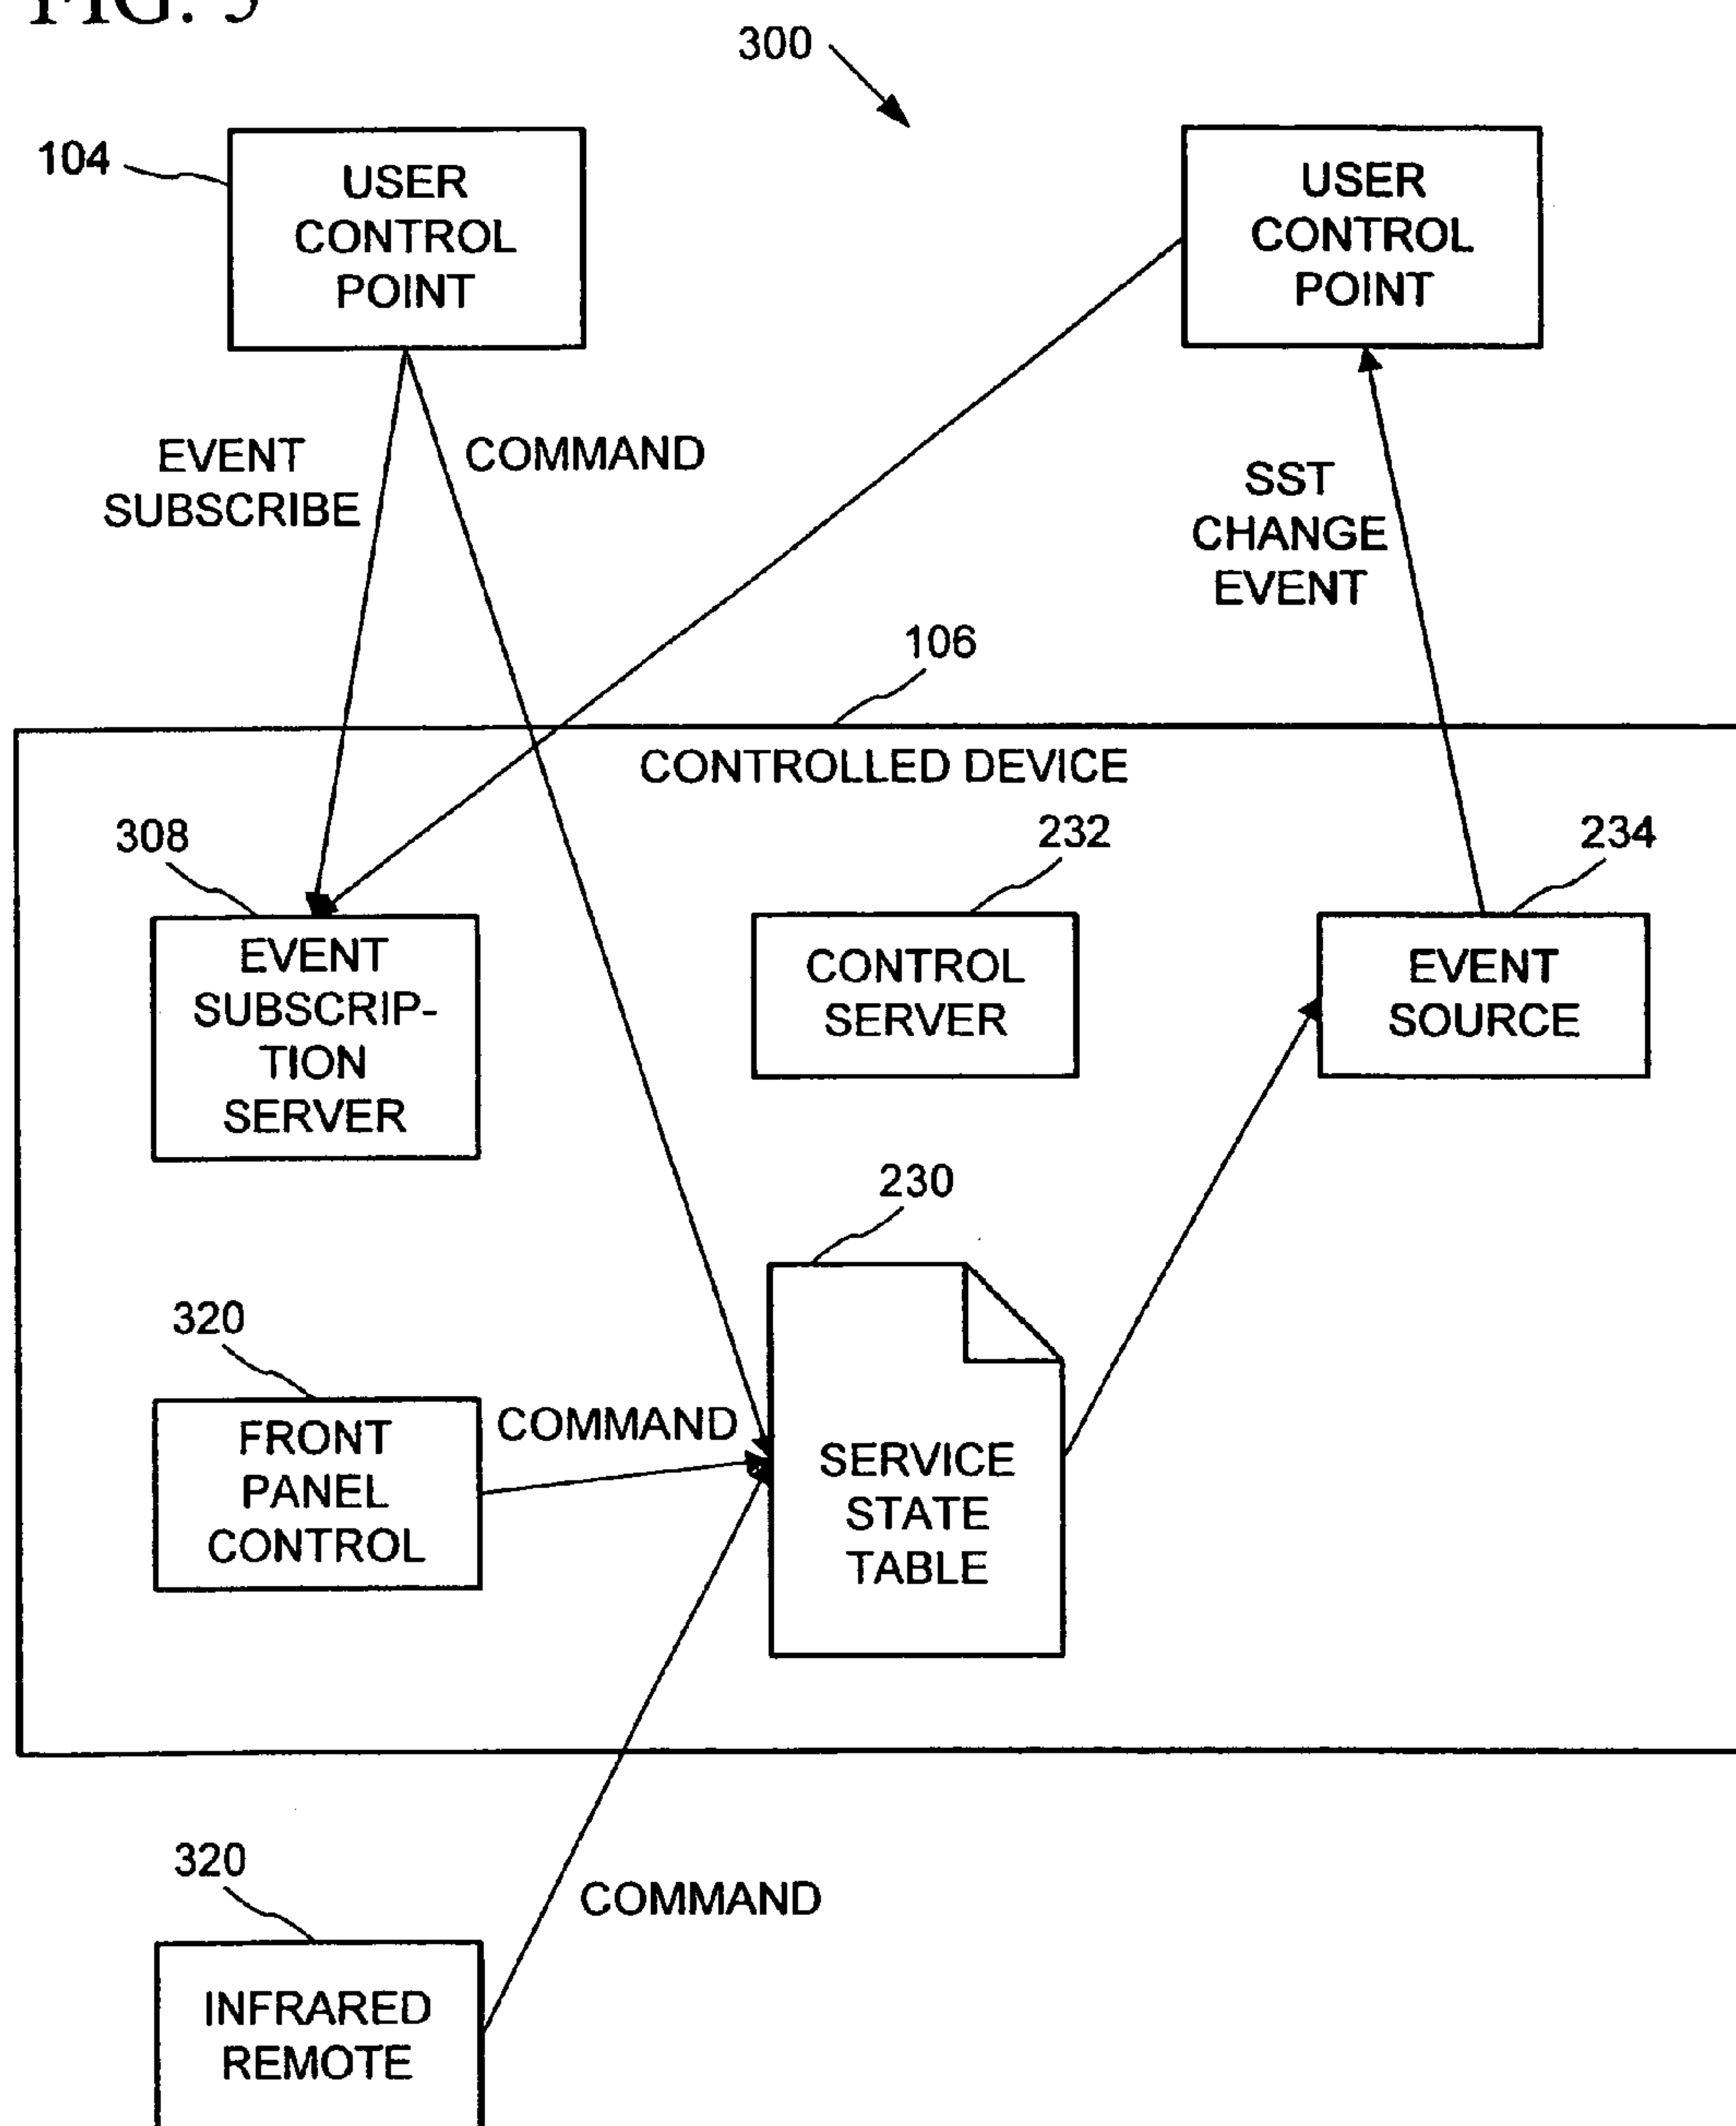 300
104
USER
CONTROL
POINT
USER
CONTROL
POINT
EVENT
SUBSCRIBE
COMMAND
SST
CHANGE
EVENT
106
CONTROLLED DEVICE
308
232
234
EVENT
SUBSCRIP-
TION
SERVER
CONTROL
SERVER
EVENT
SOURCE
230
320
FRONT
PANEL
CONTROL
COMMAND
SERVICE
STATE
TABLE
320
COMMAND
INFRARED
REMOTE